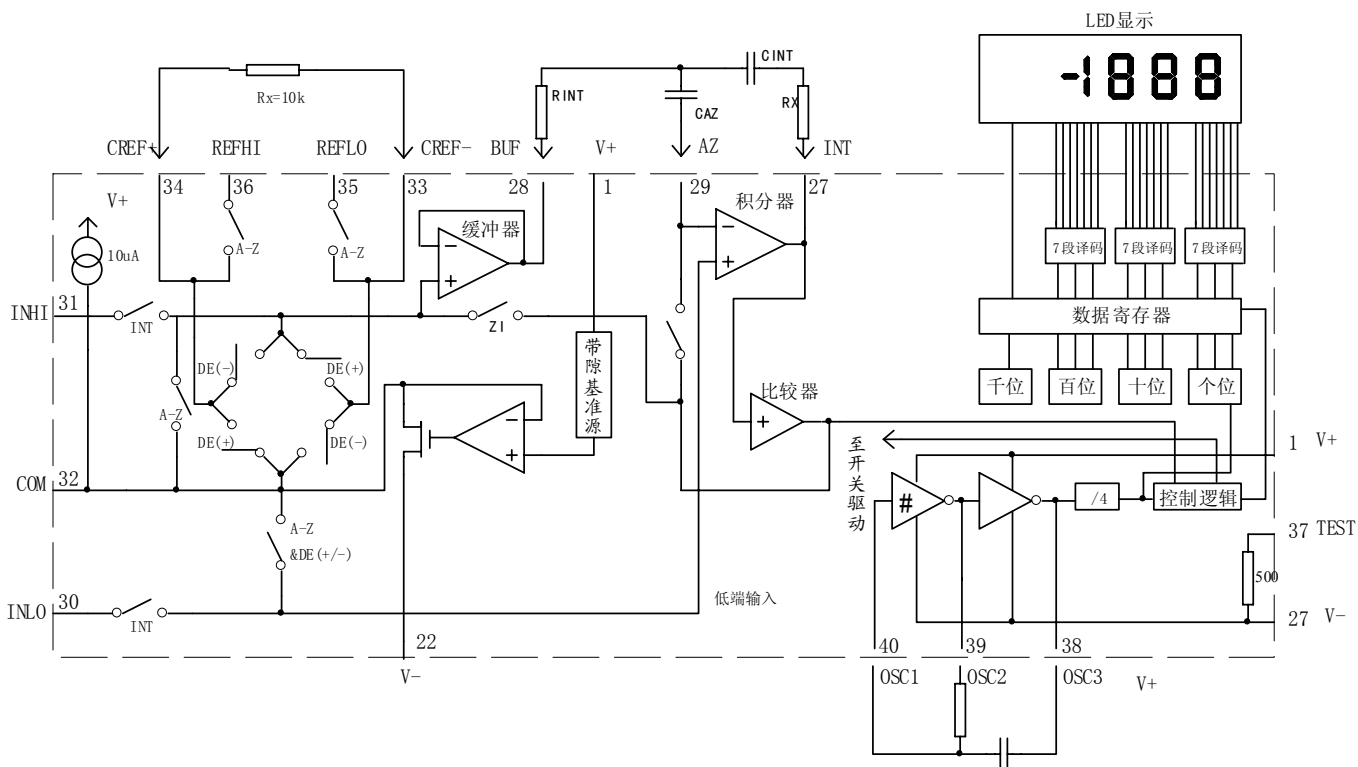 LED显示
-1888
CINT
RINT
Rx=10k
CAZ
RX
CREF+
REFHI
REFLO
CREF-
BUF
V+
AZ
INT
34
36
35
33
28
1
29
27
V+
积分器
缓冲器
-
+
-
+
10uA
A-Z
A-Z
7段译码
7段译码
7段译码
INHI
31
INT
ZI
数据寄存器
带隙基准源
DE(-)
DE(+)
千位
百位
十位
个位
A-Z
比较器
+
-
+
DE(+)
DE(-)
至开关驱动
1
V+
COM
32
#
/4
控制逻辑
A-Z
&DE(+/-)
37
TEST
500
低端输入
INLO
30
INT
27
V-
22
V-
40
39
38
OSC1
OSC2
OSC3
V+